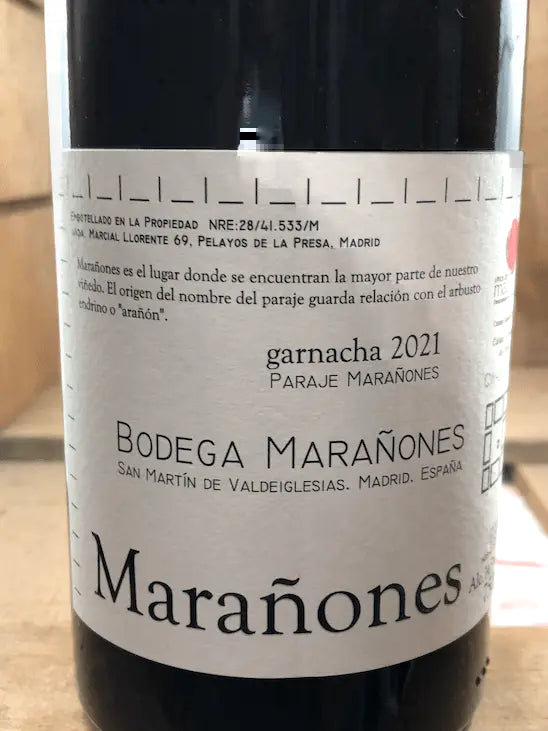 Embotellado en la Propiedad NRE:28/41.533/M
Avda. Marcial Llorente 69, Pelayos de la Presa, Madrid
Marañones es el lugar donde se encuentran la mayor parte de nuestro
viñedo. El origen del nombre del paraje guarda relación con el arbusto
endrino o "arañón".
garnacha 2021
Paraje Marañones
Bodega Marañones
San Martín de Valdeiglesias. Madrid. España
Marañones